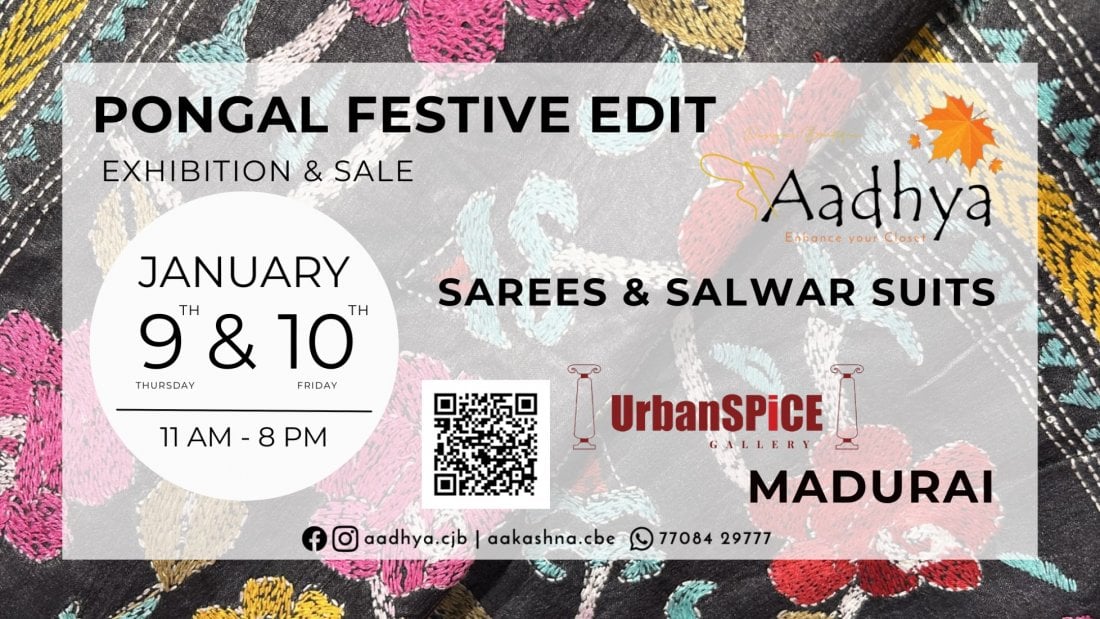 PONGAL FESTIVE EDIT
EXHIBITION & SALE
Aadhya
Enhance your Closet
JANUARY
9TH & 10TH
THURSDAY FRIDAY
11 AM - 8 PM
SAREES & SALWAR SUITS
UrbanSPiCE
GALLERY
MADURAI
aadhya.cjb | aakashna.cbe 77084 29777